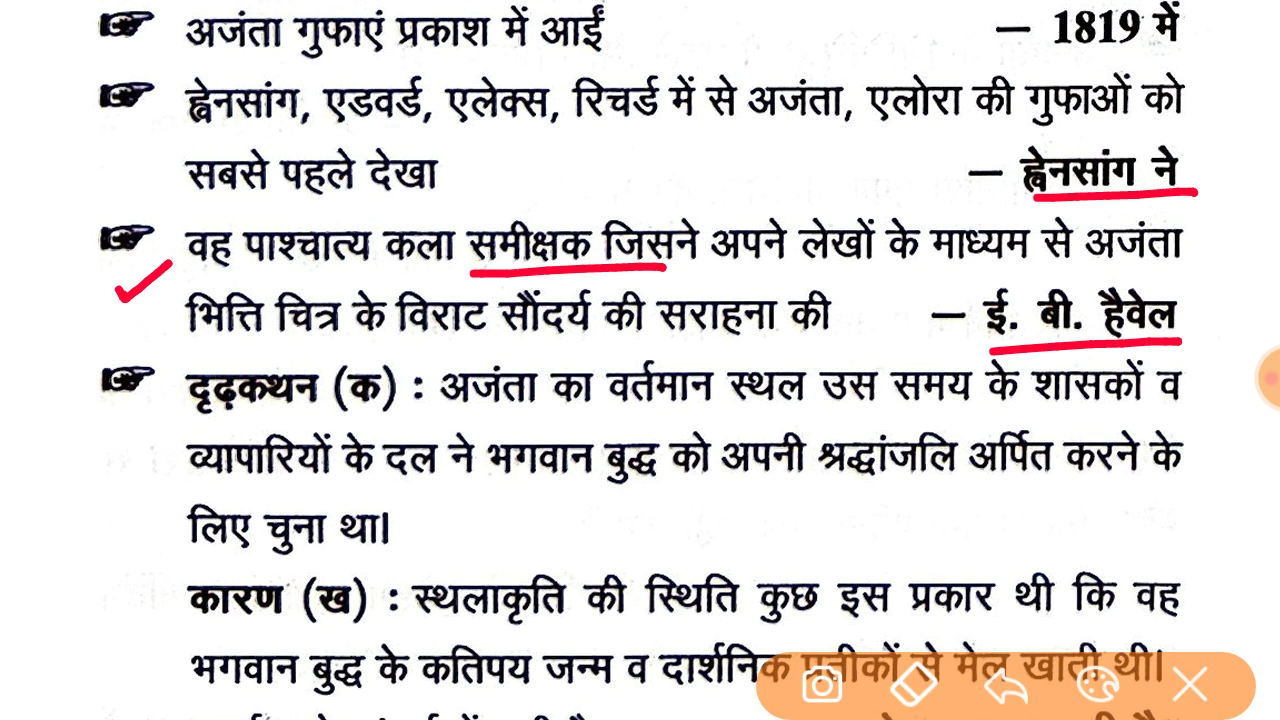 अजंता गुफाएं प्रकाश में आईं — 1819 में
ह्वेनसांग, एडवर्ड, एलेक्स, रिचर्ड में से अजंता, एलोरा की गुफाओं को
सबसे पहले देखा — ह्वेनसांग ने
वह पाश्चात्य कला समीक्षक जिसने अपने लेखों के माध्यम से अजंता
भित्ति चित्र के विराट सौंदर्य की सराहना की — ई. बी. हैवेल
दृढ़कथन (क) : अजंता का वर्तमान स्थल उस समय के शासकों व
व्यापारियों के दल ने भगवान बुद्ध को अपनी श्रद्धांजलि अर्पित करने के
लिए चुना था।
कारण (ख) : स्थलाकृति की स्थिति कुछ इस प्रकार थी कि वह
भगवान बुद्ध के कतिपय जन्म व दार्शनिक प्रतीकों से मेल खाती थी।